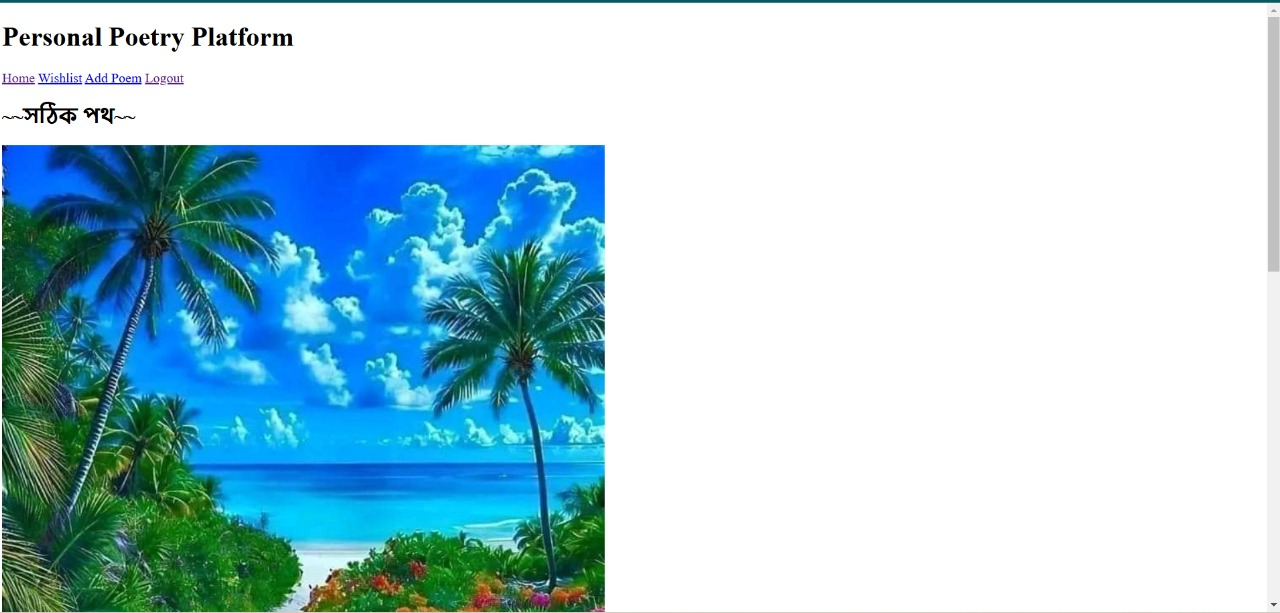 Personal Poetry Platform
Home Wishlist Add Poem Logout
~~সঠিক পথ~~